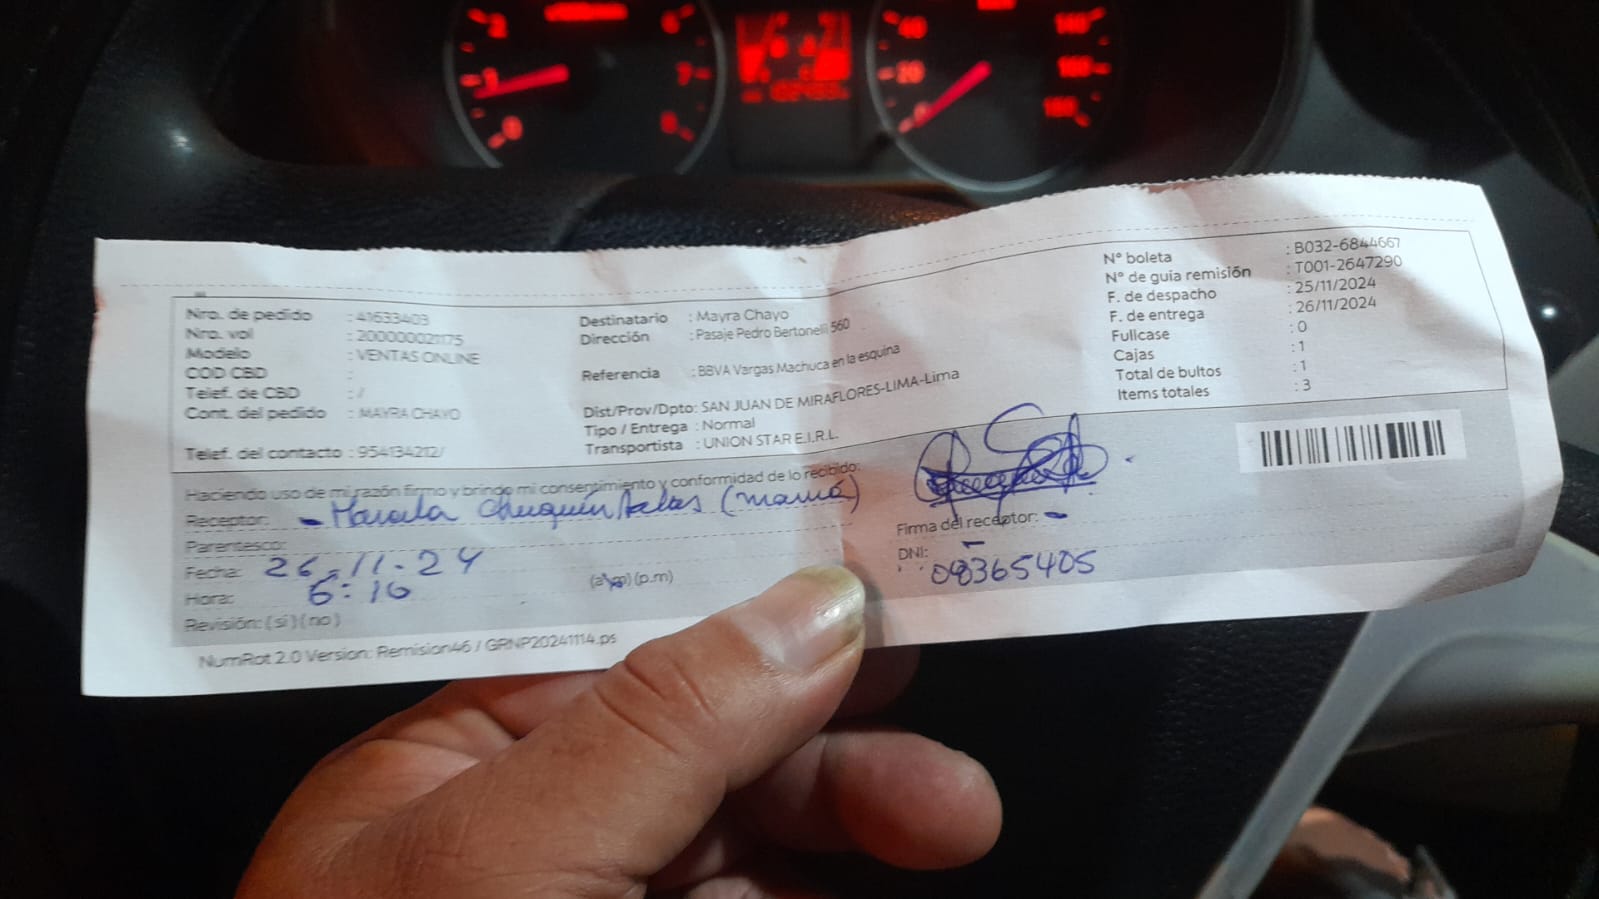 Nro. de pedido : 41633403
Nro. vol : 200000021175
Modelo : VENTAS ONLINE
COD CBD :
Telef. de CBD : /
Cont. del pedido : MAYRA CHAYO
Telef. del contacto : 954134212/
Destinatario : Mayra Chayo
Dirección : Pasaje Pedro Bertonelli 560
Referencia : BBVA Vargas Machuca en la esquina
Dist/Prov/Dpto: SAN JUAN DE MIRAFLORES-LIMA-Lima
Tipo / Entrega : Normal
Transportista : UNION STAR E.I.R.L.
N° boleta : B032-6844667
N° de guia remisión : T001-2647290
F. de despacho : 25/11/2024
F. de entrega : 26/11/2024
Fullcase : 0
Cajas : 1
Total de bultos : 1
Items totales : 3
Haciendo uso de mi razón firmo y brindo mi consentimiento y conformidad de lo recibido:
Receptor: (mamá)
Parentesco:
Fecha: 26-11-24
Hora: 6:16 (a.m) (p.m)
Revisión: (si) (no)
Firma del receptor:
DNI: 08365405
NumRot 2.0 Version: Remision46 / GRNP20241114.ps